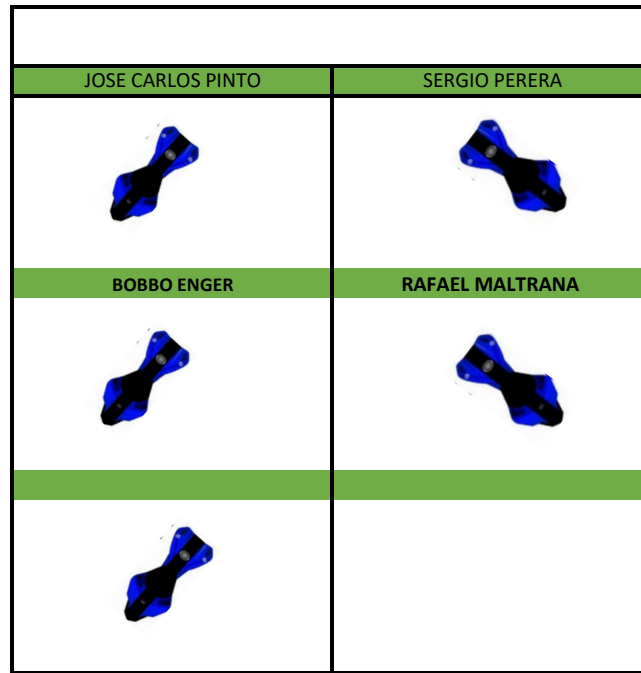 JOSE CARLOS PINTO
SERGIO PERERA
BOBBO ENGER
RAFAEL MALTRANA